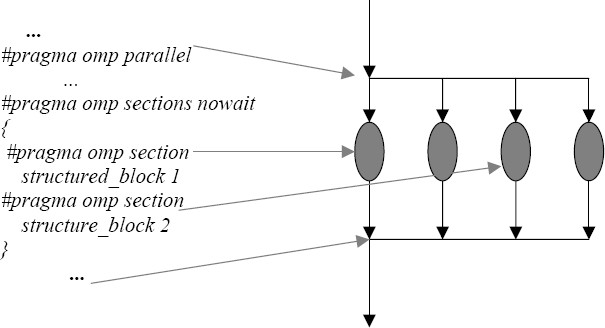 ...
#pragma omp parallel
...
#pragma omp sections nowait
{
#pragma omp section
structured_block 1
#pragma omp section
structure_block 2
}
...